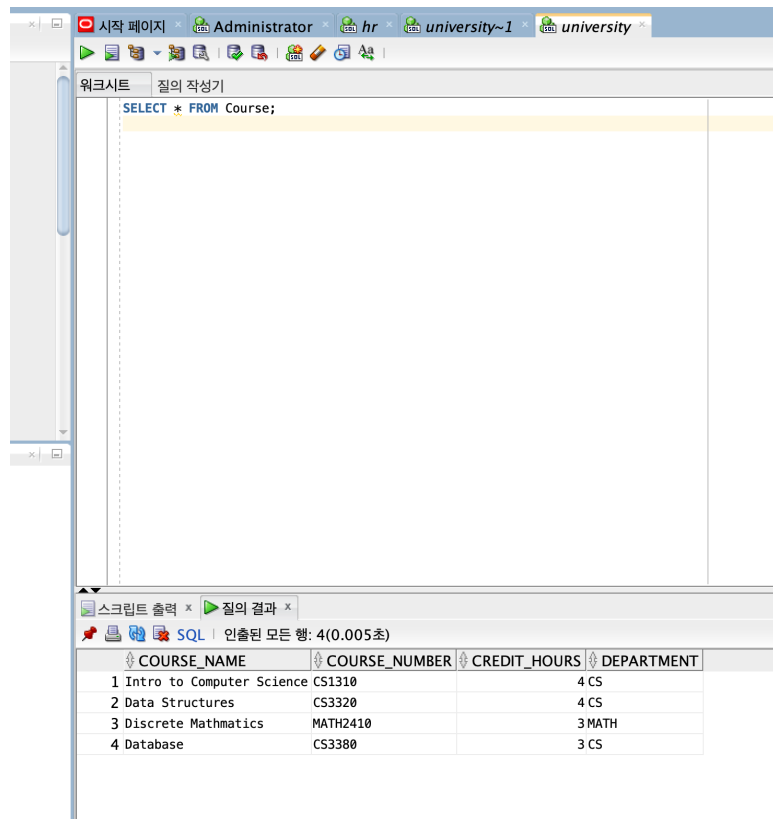 시작 페이지 Administrator hr university~1 university
워크시트 질의 작성기
SELECT * FROM Course;
스크립트 출력 질의 결과
SQL 인출된 모든 행: 4(0.005초)
COURSE_NAME COURSE_NUMBER CREDIT_HOURS DEPARTMENT
1 Intro to Computer Science CS1310 4 CS
2 Data Structures CS3320 4 CS
3 Discrete Mathmatics MATH2410 3 MATH
4 Database CS3380 3 CS